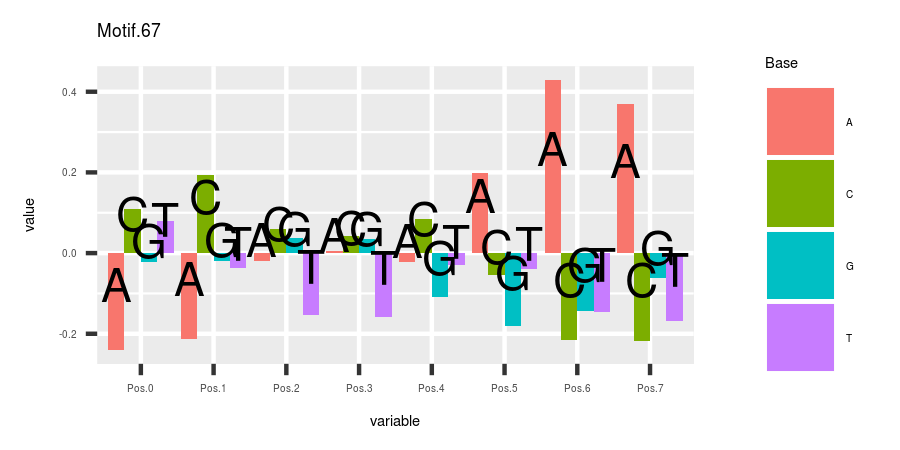 Motif.67
Base
A
C
G
T
value
0.4
0.2
0.0
-0.2
A C G T A C G T A C G T A C G T A C G T A C G T A C G T A C G T
Pos.0 Pos.1 Pos.2 Pos.3 Pos.4 Pos.5 Pos.6 Pos.7
variable